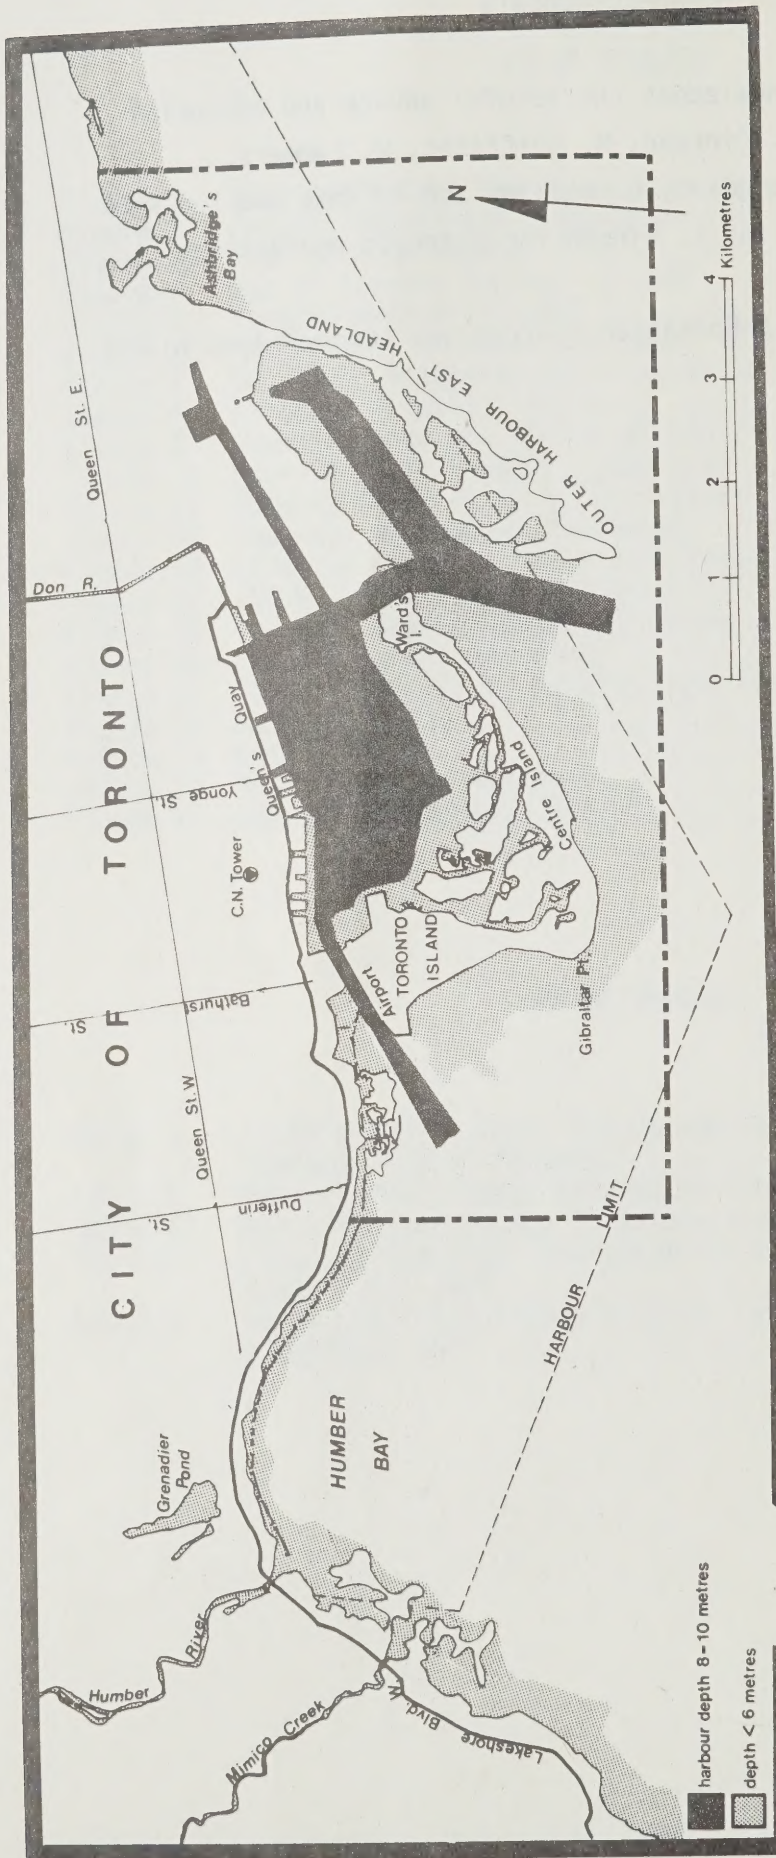 CITY OF TORONTO
Ashbridge's
Bay
Queen St. E.
Don R.
OUTER HARBOUR EAST HEADLAND
N
Ward's
I.
Queen's Quay
Yonge St.
C.N. Tower
Centre Island
Airport
TORONTO
ISLAND
Gibraltar Pt.
Bathurst St.
Queen St. W
Dufferin St.
HARBOUR LIMIT
HUMBER
BAY
Grenadier
Pond
Humber River
Mimico Creek
Lakeshore Blvd. W.
0 1 2 3 4
Kilometres
harbour depth 8-10 metres
depth < 6 metres